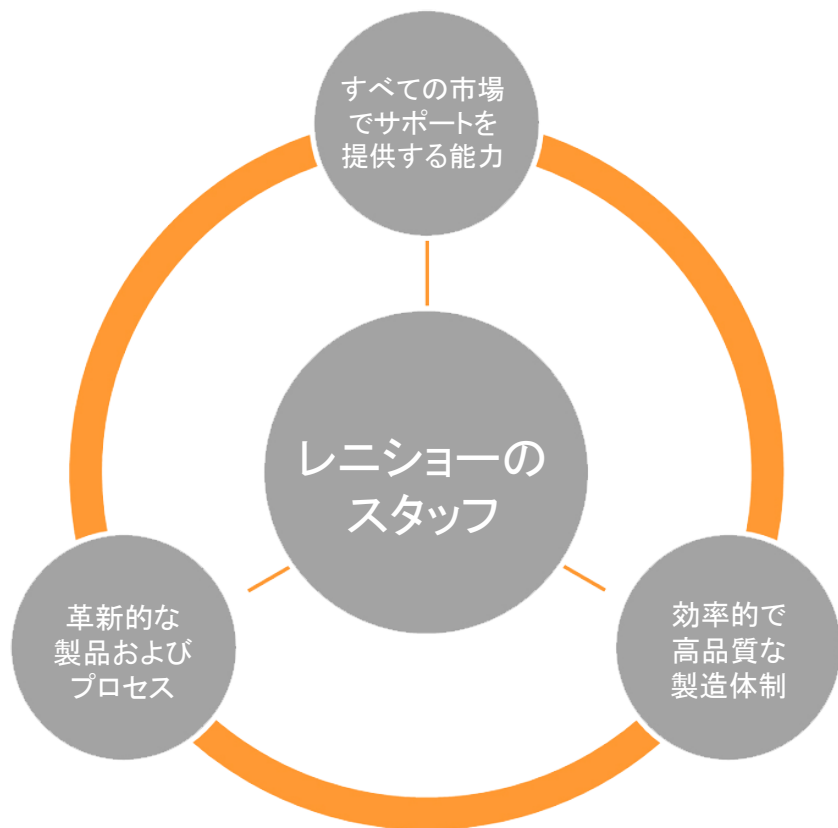 すべての市場
でサポートを
提供する能力
レニショーの
スタッフ
革新的な
製品および
プロセス
効率的で
高品質な
製造体制